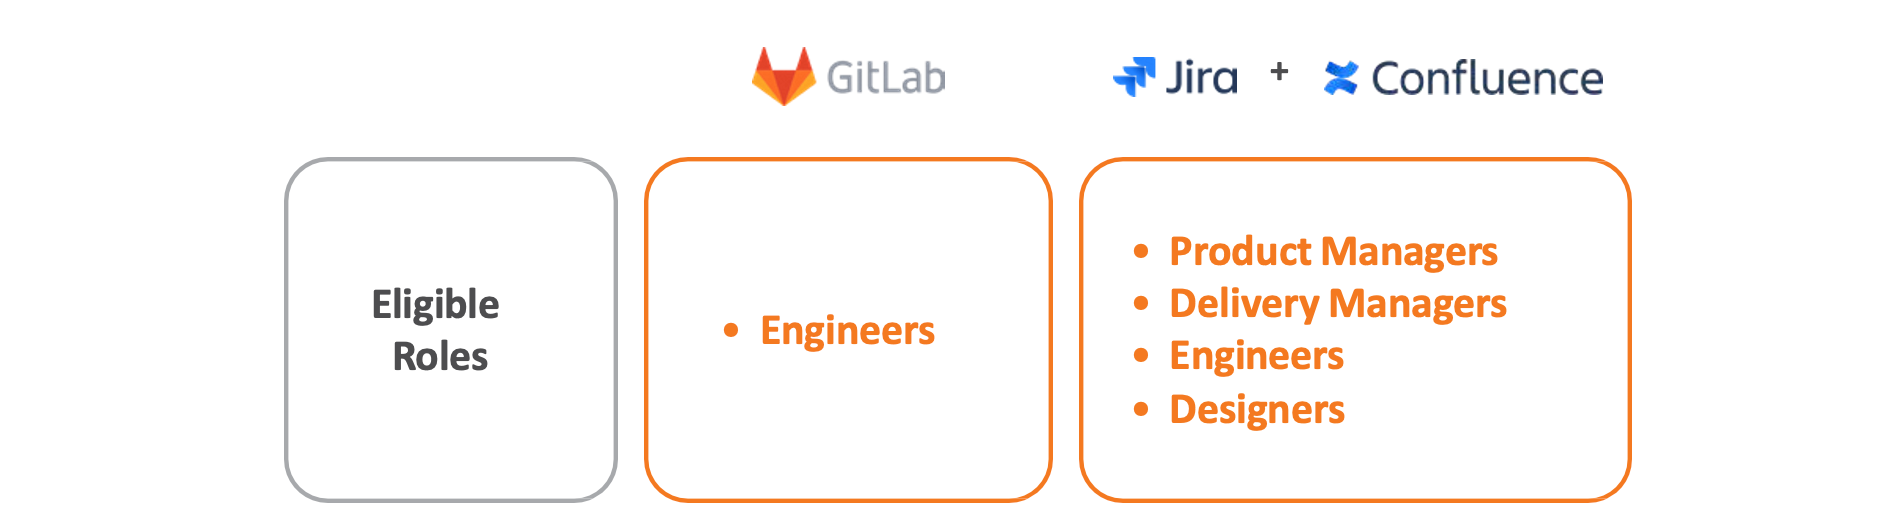 GitLab
Jira + Confluence
Eligible
Roles
• Engineers
• Product Managers
• Delivery Managers
• Engineers
• Designers